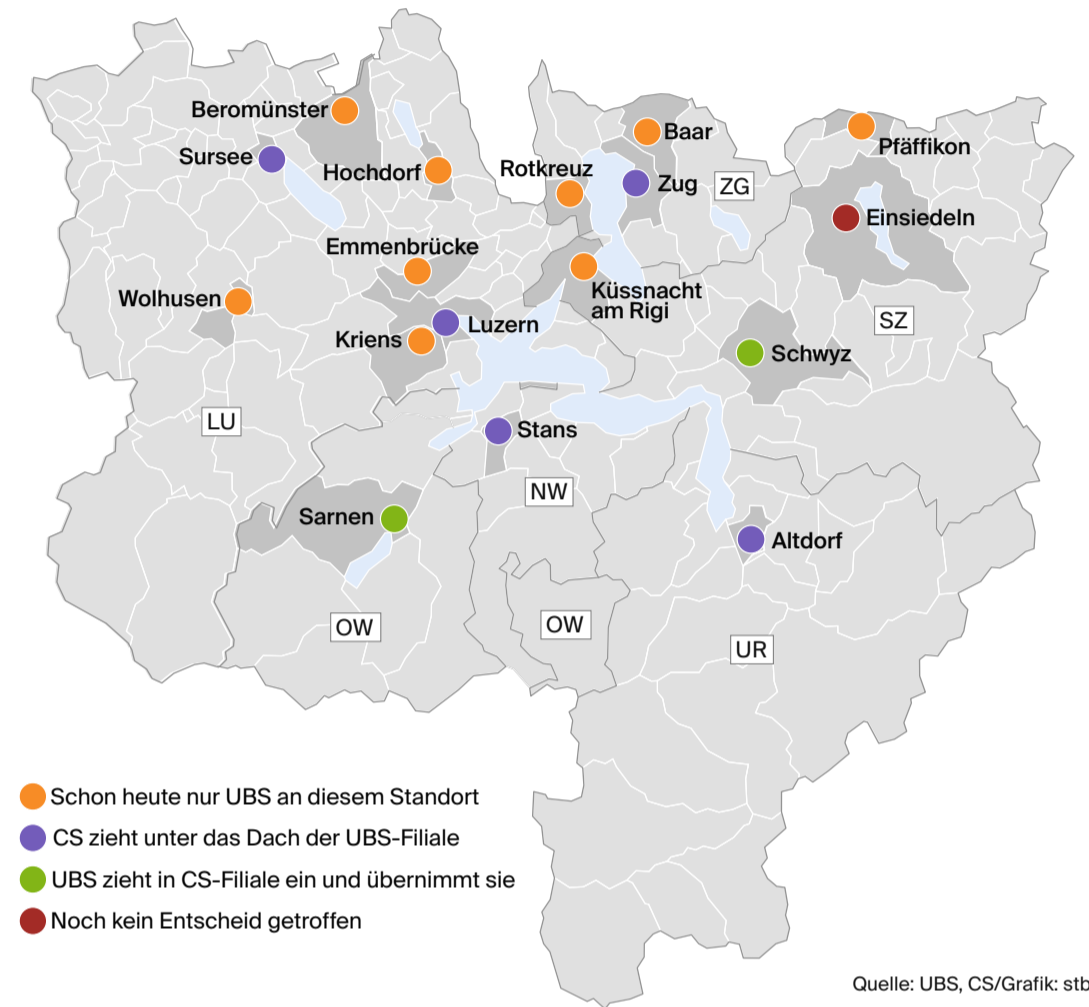 Beromünster
Baar
Pfäffikon
Sursee
Hochdorf
Rotkreuz
Zug
ZG
Einsiedeln
Emmenbrücke
Wolhusen
Küssnacht
am Rigi
SZ
Luzern
Kriens
Schwyz
LU
Stans
NW
Sarnen
Altdorf
OW
OW
UR
Schon heute nur UBS an diesem Standort
CS zieht unter das Dach der UBS-Filiale
UBS zieht in CS-Filiale ein und übernimmt sie
Noch kein Entscheid getroffen
Quelle: UBS, CS/Grafik: stb